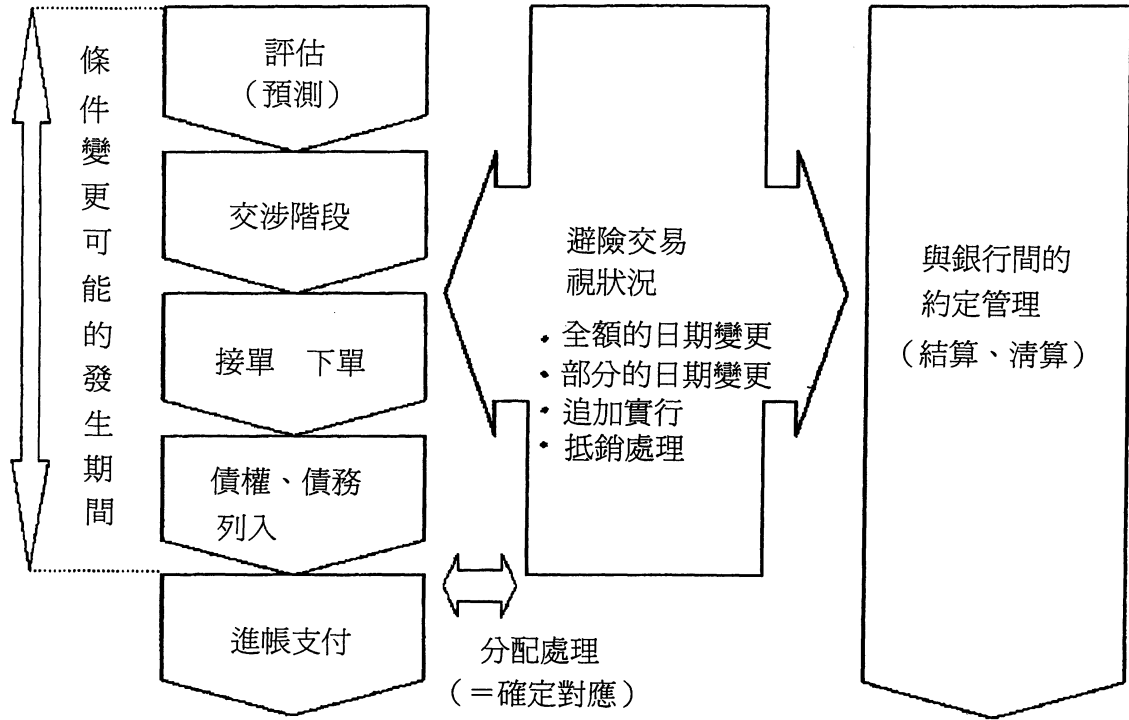 條件變更可能的發生期間
評估
（預測）
交涉階段
接單　下單
債權、債務
列入
進帳支付
避險交易
視狀況
・全額的日期變更
・部分的日期變更
・追加實行
・抵銷處理
分配處理
（＝確定對應）
與銀行間的
約定管理
（結算、清算）